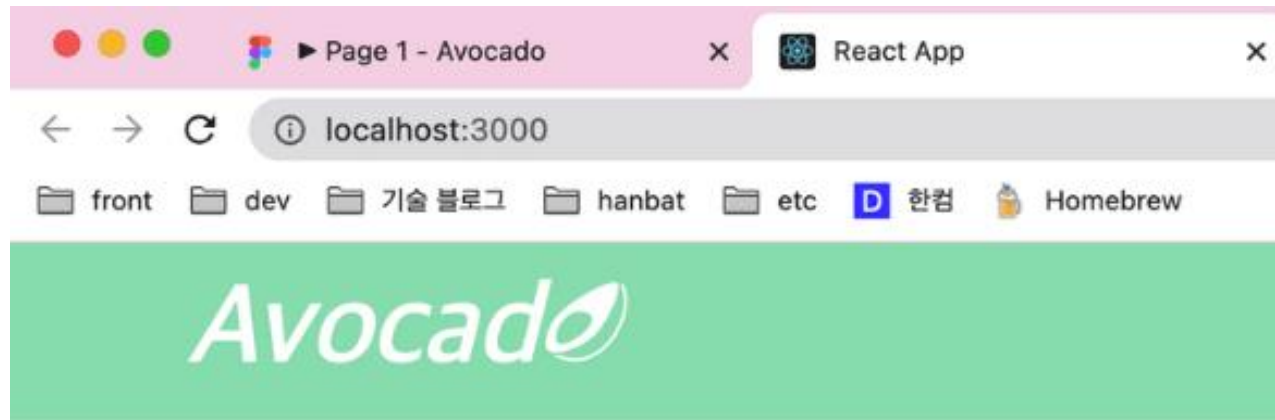 ▶ Page 1 - Avocado × React App ×
localhost:3000
front dev 기술 블로그 hanbat etc D 한컴 Homebrew
Avocado